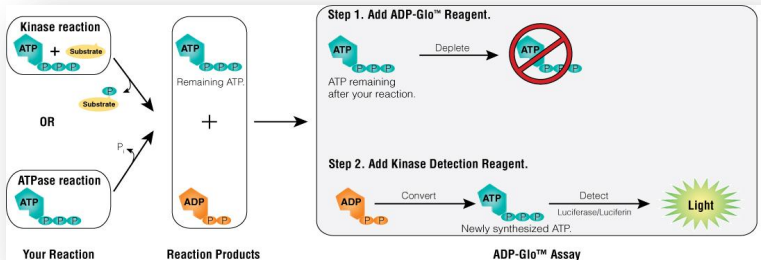 Kinase reaction
ATP + Substrate
P P P
P
Substrate
OR
Pi
ATPase reaction
ATP
P P P
Your Reaction
ATP
P P P
Remaining ATP.
+
ADP
P P
Reaction Products
Step 1. Add ADP-Glo™ Reagent.
ATP
P P P
Deplete
ATP
P P P
ATP remaining
after your reaction.
Step 2. Add Kinase Detection Reagent.
ADP
P P
Convert
ATP
P P P
Newly synthesized ATP.
Detect
Luciferase/Luciferin
Light
ADP-Glo™ Assay